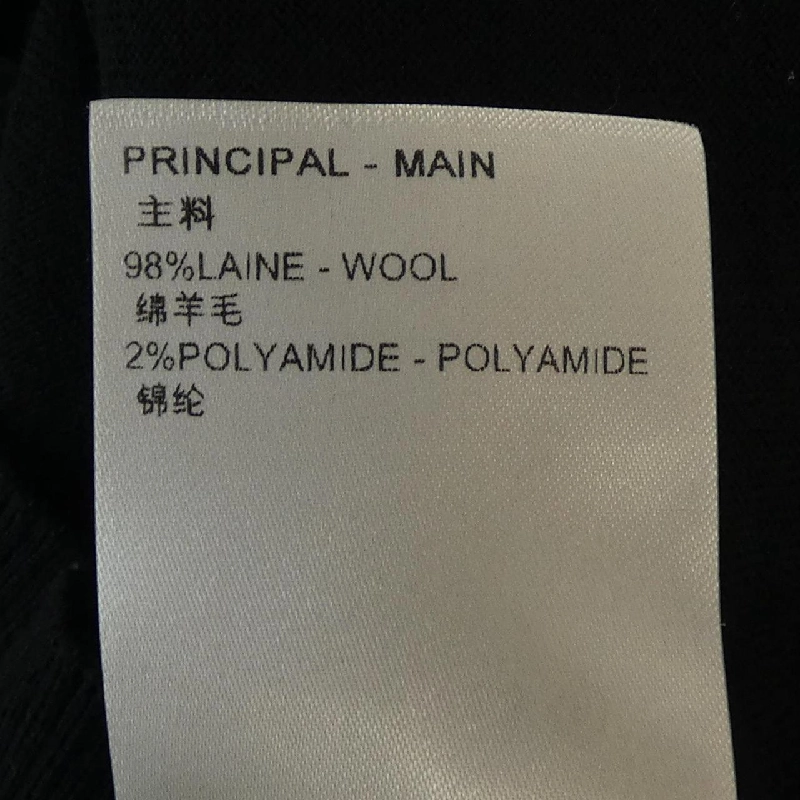 PRINCIPAL - MAIN
主料
98%LAINE - WOOL
绵羊毛
2%POLYAMIDE - POLYAMIDE
锦纶